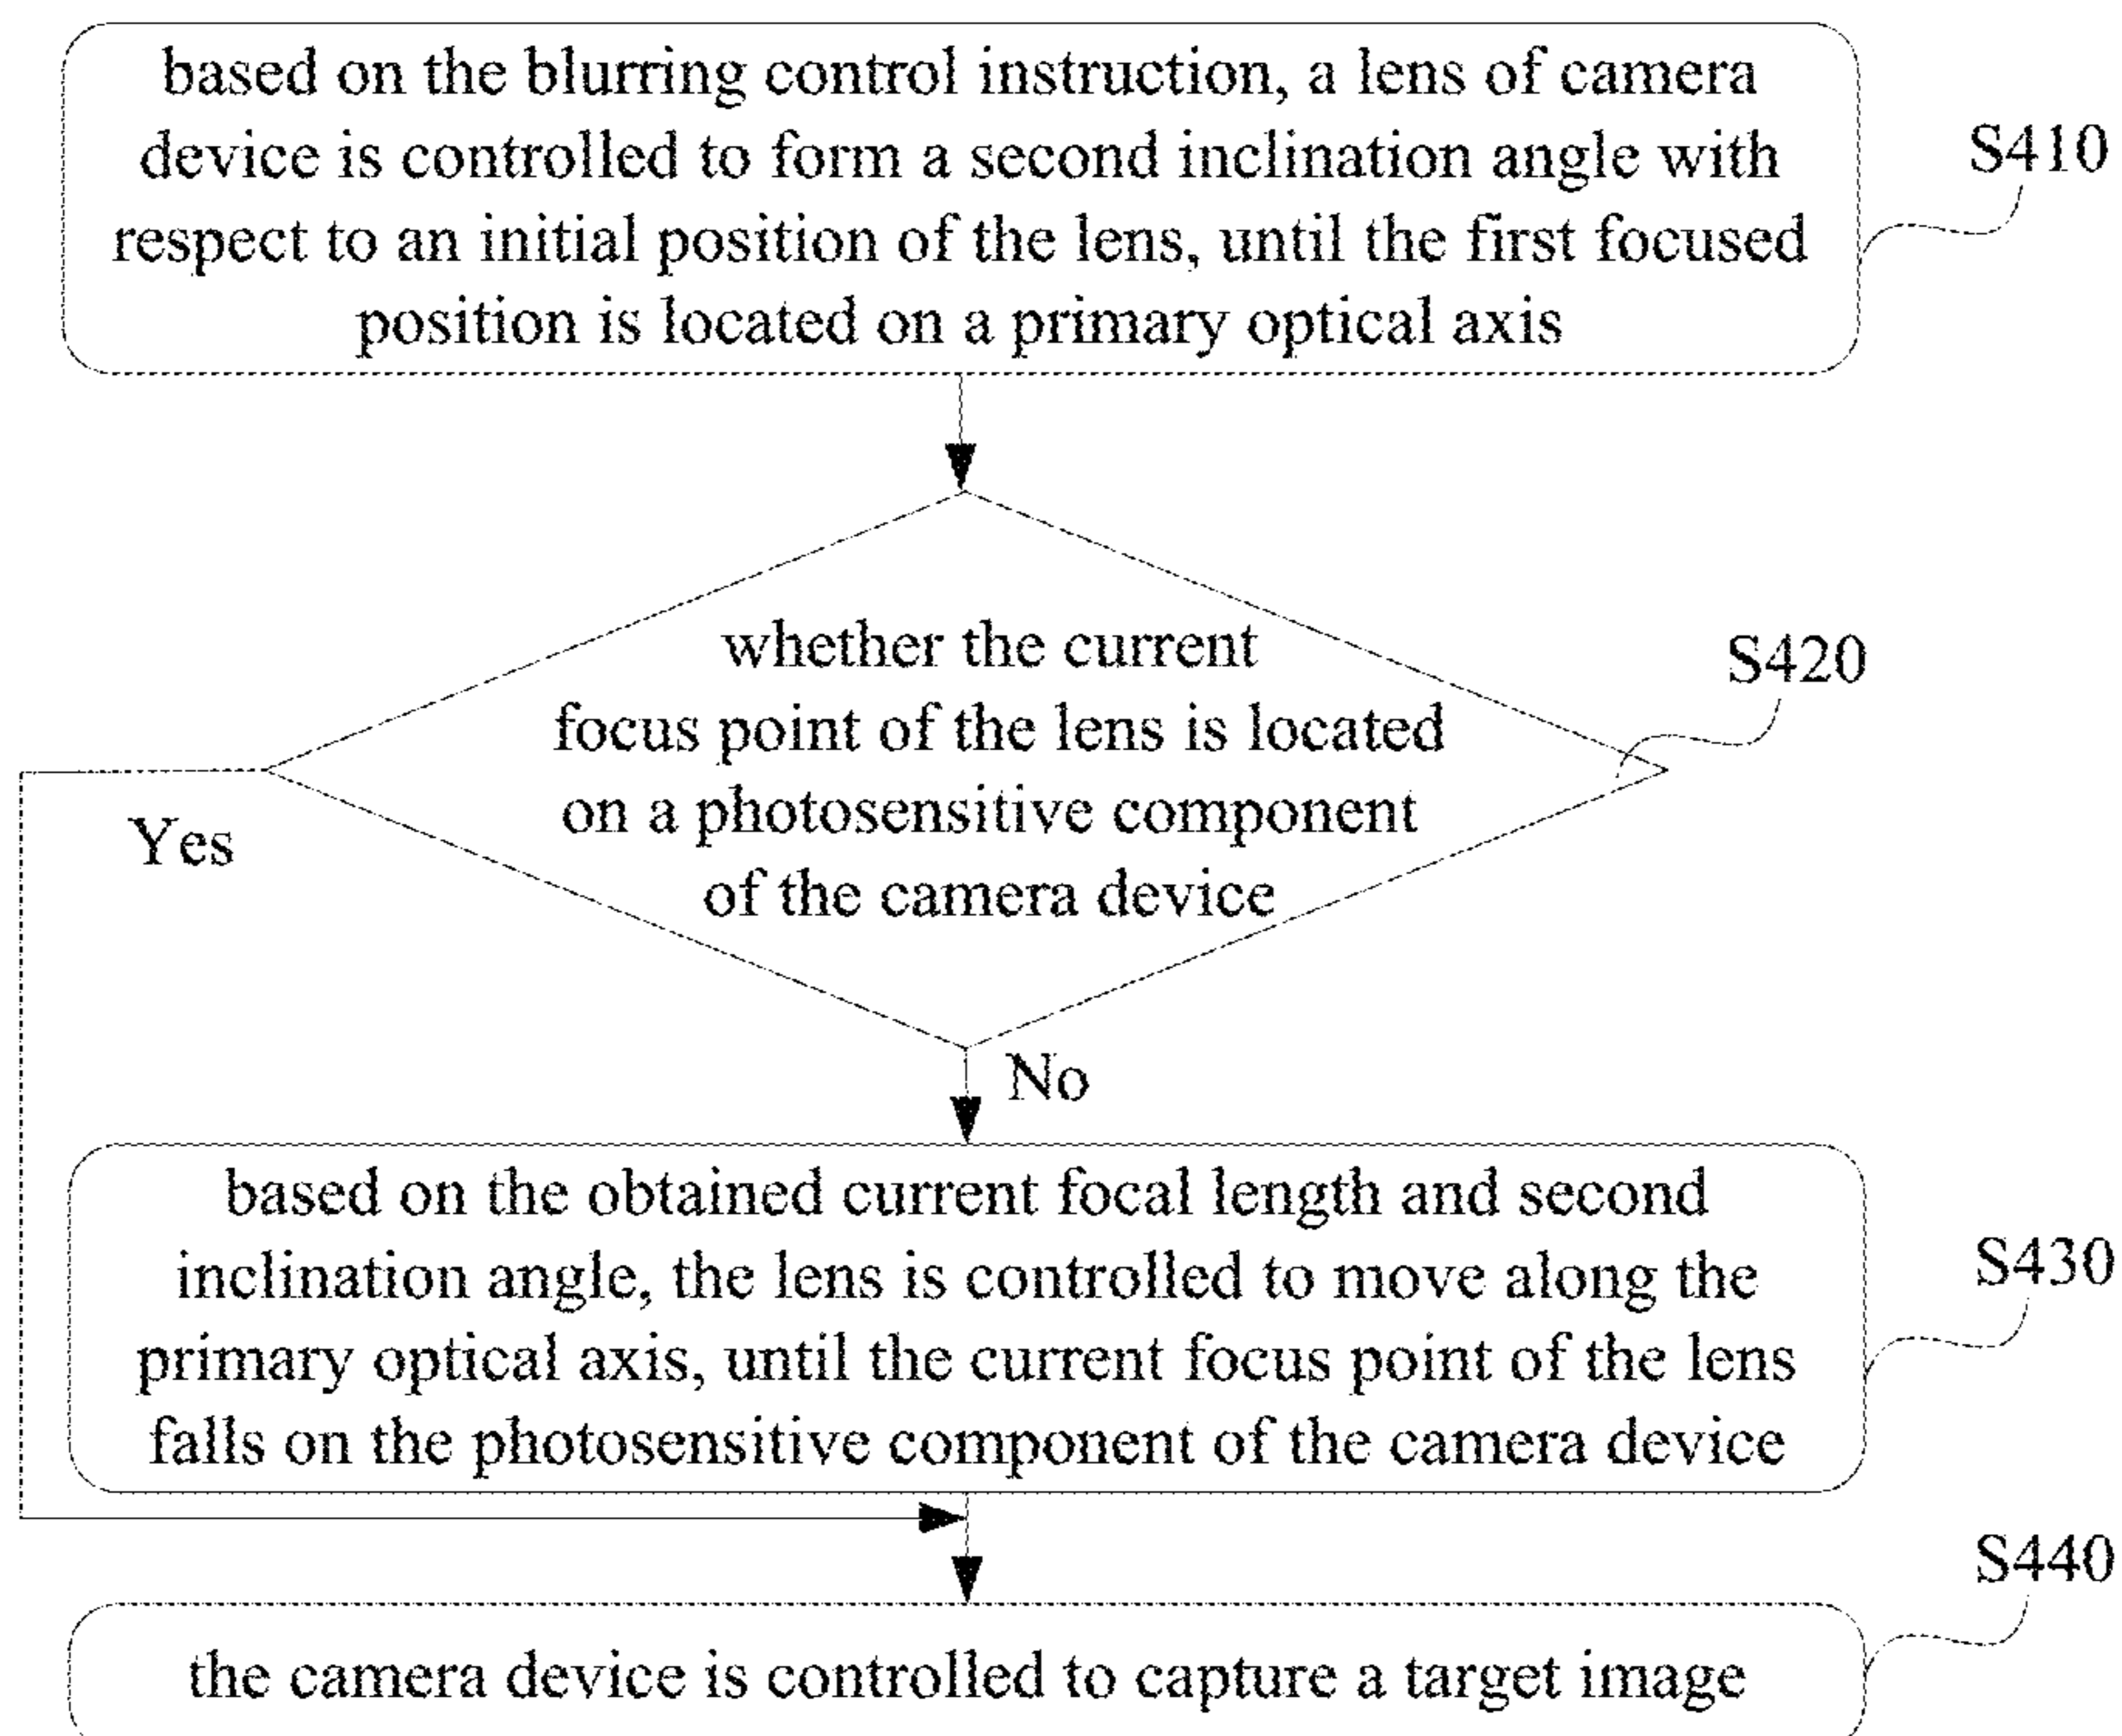 based on the blurring control instruction, a lens of camera
device is controlled to form a second inclination angle with
respect to an initial position of the lens, until the first focused
position is located on a primary optical axis
S410
whether the current
focus point of the lens is located
on a photosensitive component
of the camera device
S420
Yes
No
based on the obtained current focal length and second
inclination angle, the lens is controlled to move along the
primary optical axis, until the current focus point of the lens
falls on the photosensitive component of the camera device
S430
the camera device is controlled to capture a target image
S440